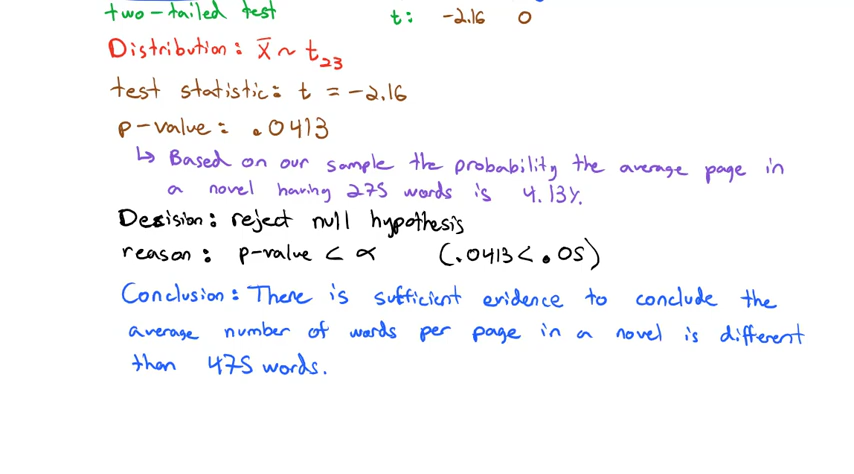 two-tailed test t: -2.16 0
Distribution: x̄ ~ t₂₃
test statistic: t = -2.16
p-value: .0413
↳ Based on our sample the probability the average page in
a novel having 275 words is 4.13%.
Decision: reject null hypothesis
reason: p-value < α (.0413 < .05)
Conclusion: There is sufficient evidence to conclude the
average number of words per page in a novel is different
than 475 words.